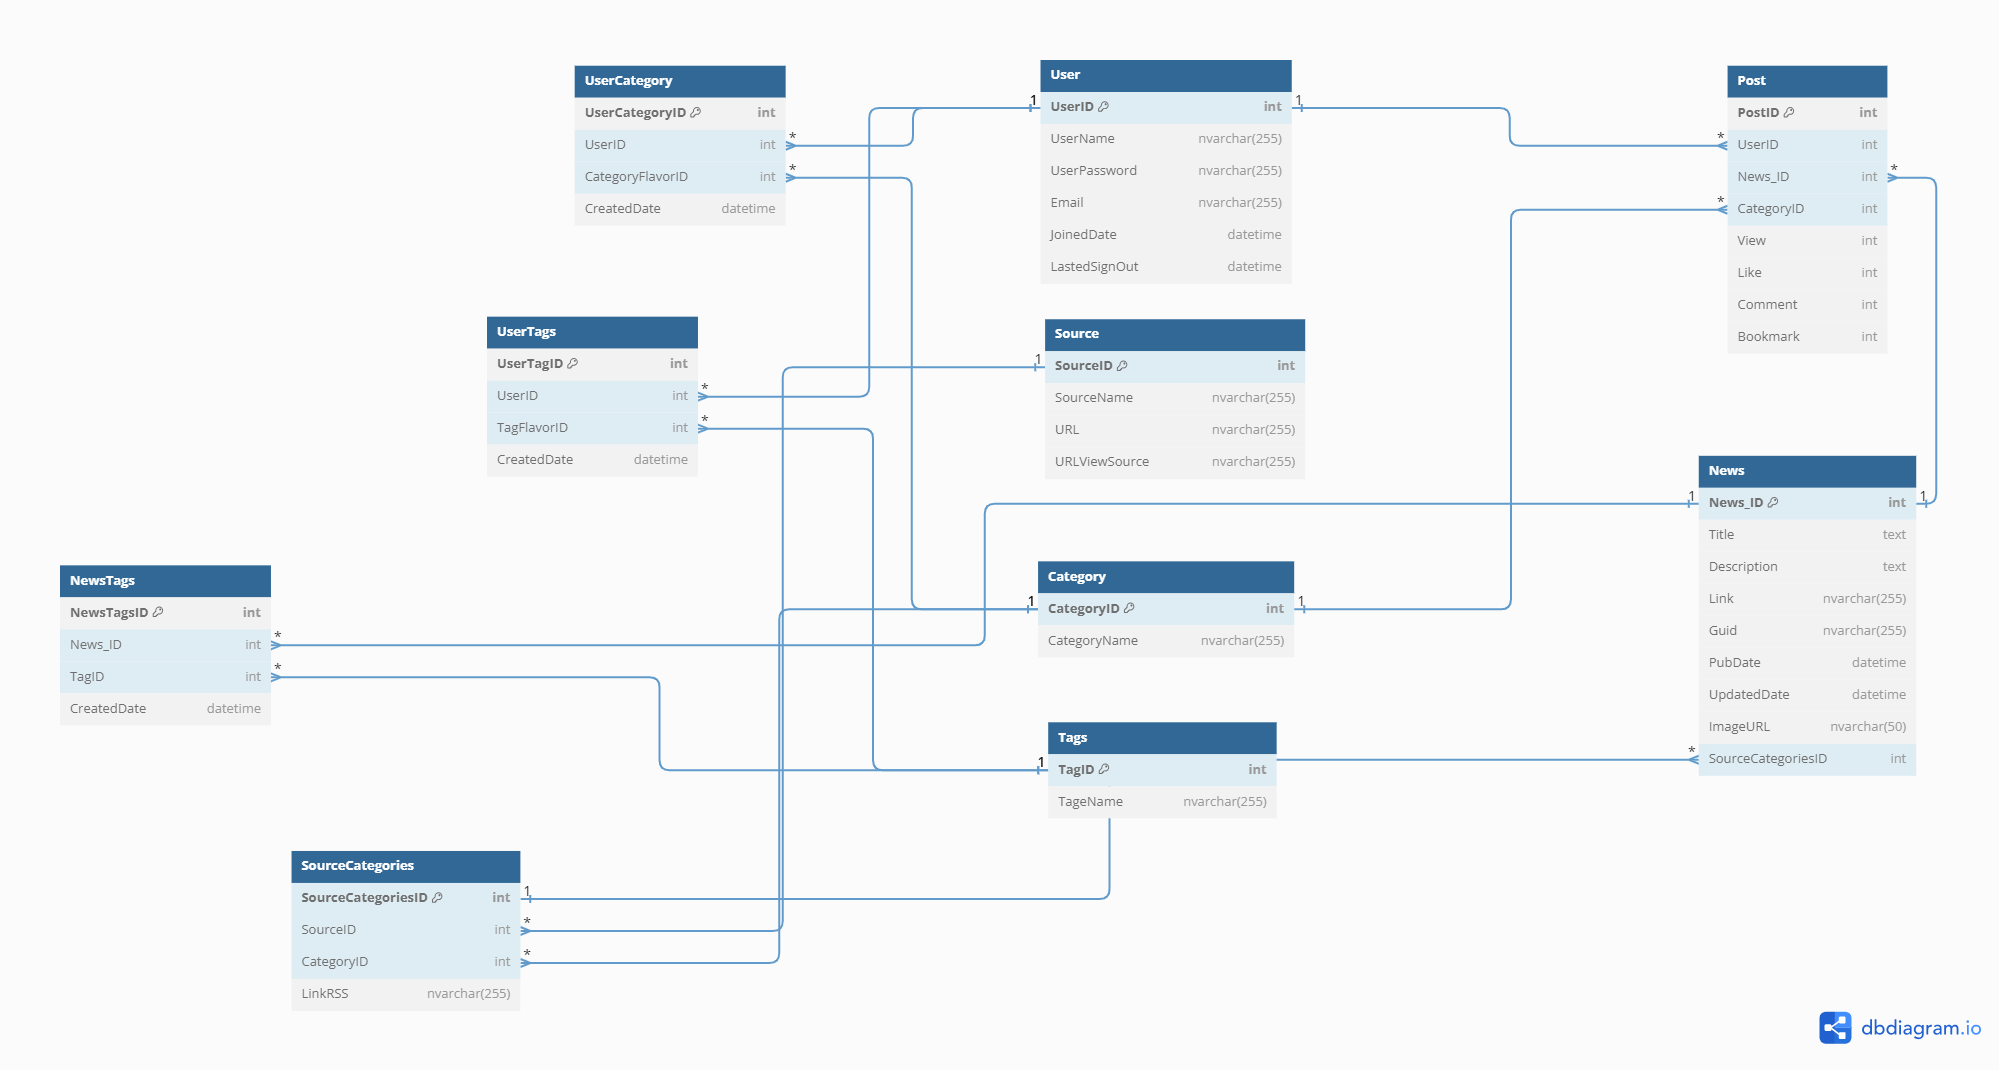 UserCategory
UserCategoryID int
UserID int
CategoryFlavorID int
CreatedDate datetime
User
UserID int
UserName nvarchar(255)
UserPassword nvarchar(255)
Email nvarchar(255)
JoinedDate datetime
LastedSignOut datetime
Post
PostID int
UserID int
News_ID int
CategoryID int
View int
Like int
Comment int
Bookmark int
UserTags
UserTagID int
UserID int
TagFlavorID int
CreatedDate datetime
Source
SourceID int
SourceName nvarchar(255)
URL nvarchar(255)
URLViewSource nvarchar(255)
News
News_ID int
Title text
Description text
Link nvarchar(255)
Guid nvarchar(255)
PubDate datetime
UpdatedDate datetime
ImageURL nvarchar(50)
SourceCategoriesID int
NewsTags
NewsTagsID int
News_ID int
TagID int
CreatedDate datetime
Category
CategoryID int
CategoryName nvarchar(255)
Tags
TagID int
TageName nvarchar(255)
SourceCategories
SourceCategoriesID int
SourceID int
CategoryID int
LinkRSS nvarchar(255)
1
*
*
1
*
*
*
1
*
*
1
1
1
1
1
*
*
1
*
1
*
*
dbdiagram.io